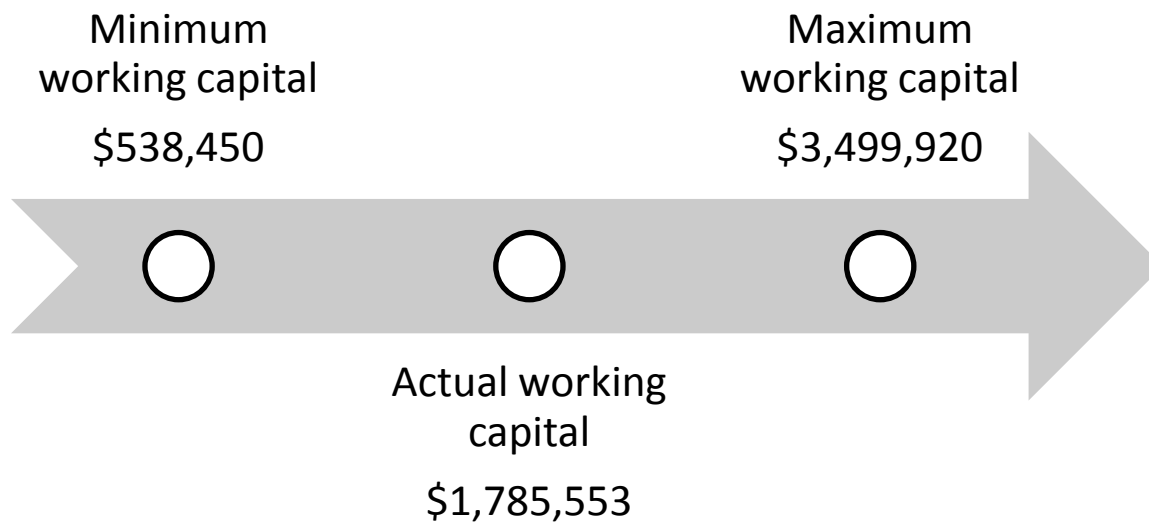 Minimum
working capital
$538,450
Maximum
working capital
$3,499,920
Actual working
capital
$1,785,553